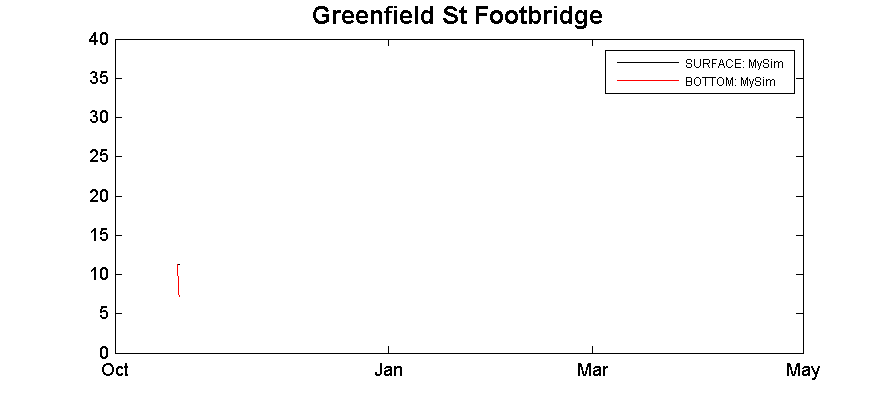 Greenfield St Footbridge
40
35
30
25
20
15
10
5
0
SURFACE: MySim
BOTTOM: MySim
Oct Jan Mar May